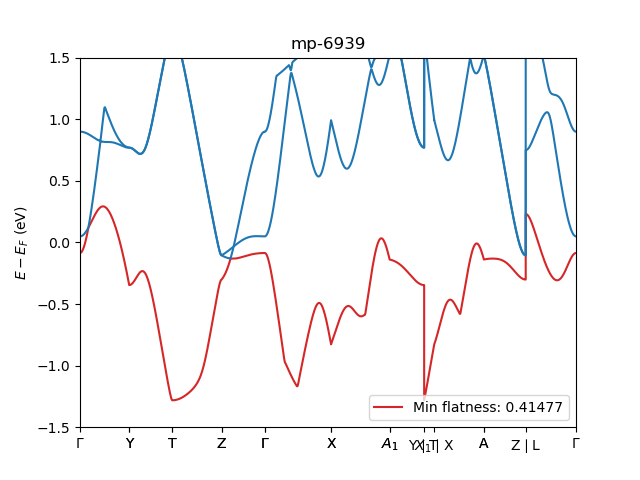 mp-6939
E − E_F (eV)
1.5
1.0
0.5
0.0
−0.5
−1.0
−1.5
Min flatness: 0.41477
Γ Y T Z Γ X A₁ Y | T | X A Z | L Γ
X₁